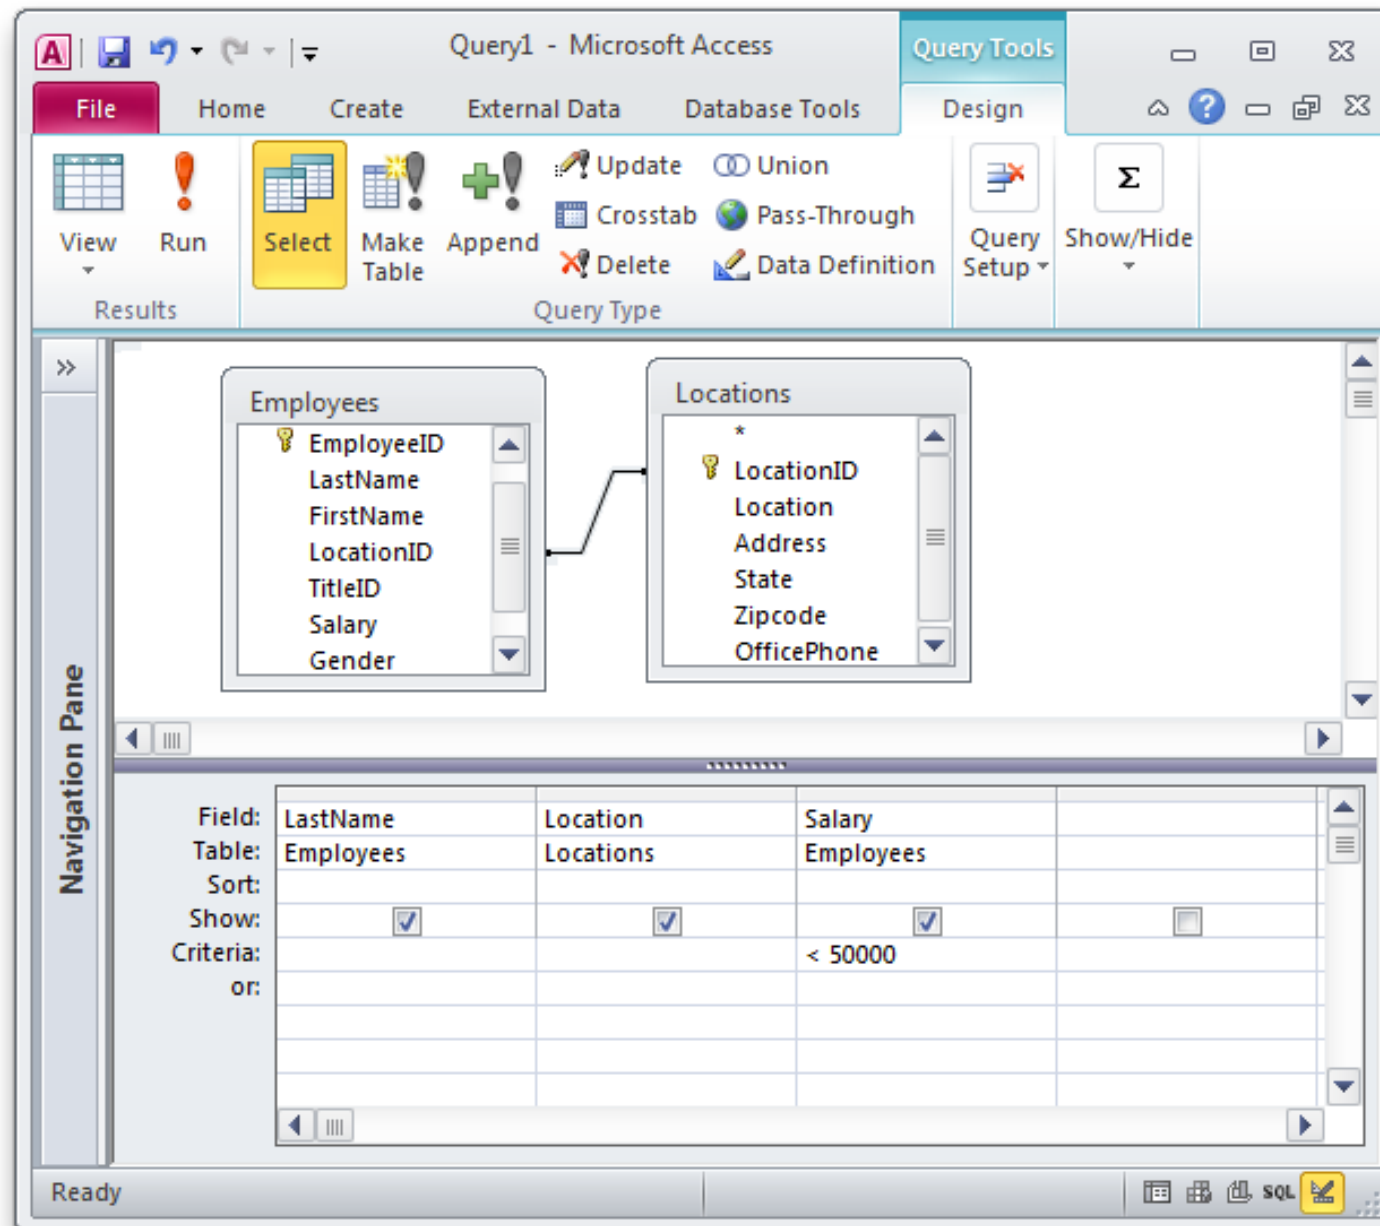 A
Query1 - Microsoft Access
Query Tools
File Home Create External Data Database Tools Design
?
View
Run
Select
Make Table
Append
Update
Crosstab
Delete
Union
Pass-Through
Data Definition
Query Setup
Σ
Show/Hide
Results
Query Type
»
Navigation Pane
Employees
EmployeeID
LastName
FirstName
LocationID
TitleID
Salary
Gender
Locations
*
LocationID
Location
Address
State
Zipcode
OfficePhone
Field: LastName Location Salary
Table: Employees Locations Employees
Sort:
Show:
Criteria: < 50000
or:
Ready
SQL